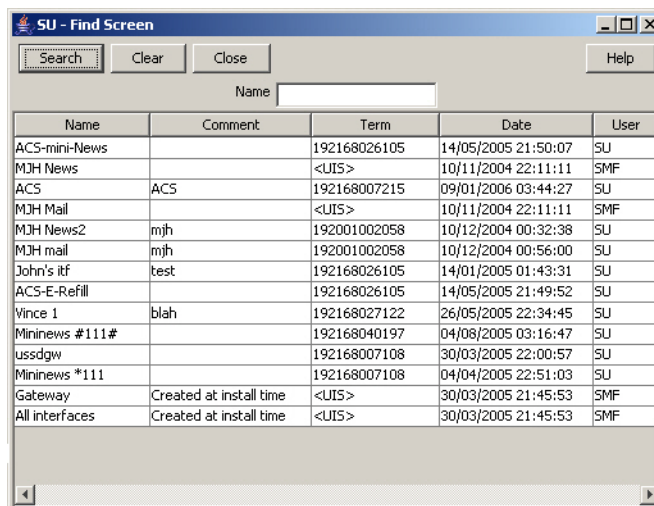 SU - Find Screen
Search Clear Close Help
Name
Name Comment Term Date User
ACS-mini-News 192168026105 14/05/2005 21:50:07 SU
MJH News <UIS> 10/11/2004 22:11:11 SMF
ACS ACS 192168007215 09/01/2006 03:44:27 SU
MJH Mail <UIS> 10/11/2004 22:11:11 SMF
MJH News2 mjh 192001002058 10/12/2004 00:32:38 SU
MJH mail mjh 192001002058 10/12/2004 00:56:00 SU
John's itf test 192168026105 14/01/2005 01:43:31 SU
ACS-E-Refill 192168026105 14/05/2005 21:49:52 SU
Vince 1 blah 192168027122 26/05/2005 22:34:45 SU
Mininews #111# 192168040197 04/08/2005 03:16:47 SU
ussdgw 192168007108 30/03/2005 22:00:57 SU
Mininews *111 192168007108 04/04/2005 22:51:03 SU
Gateway Created at install time <UIS> 30/03/2005 21:45:53 SMF
All interfaces Created at install time <UIS> 30/03/2005 21:45:53 SMF